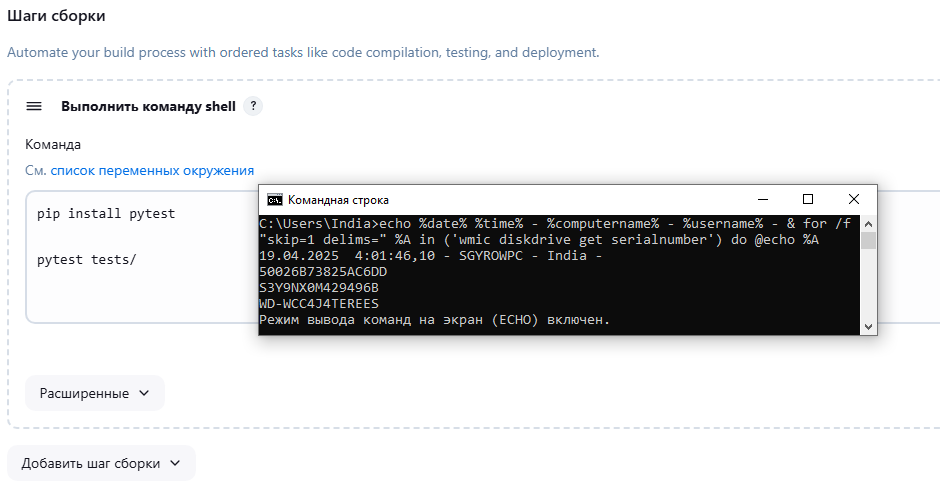 Шаги сборки
Automate your build process with ordered tasks like code compilation, testing, and deployment.
Выполнить команду shell ?
Команда
См. список переменных окружения
pip install pytest
pytest tests/
Командная строка
C:\Users\India>echo %date% %time% - %computername% - %username% - & for /f
"skip=1 delims=" %A in ('wmic diskdrive get serialnumber') do @echo %A
19.04.2025  4:01:46,10 - SGYROWPC - India -
50026B73825AC6DD
S3Y9NX0M429496B
WD-WCC4J4TEREES
Режим вывода команд на экран (ECHO) включен.
Расширенные
Добавить шаг сборки